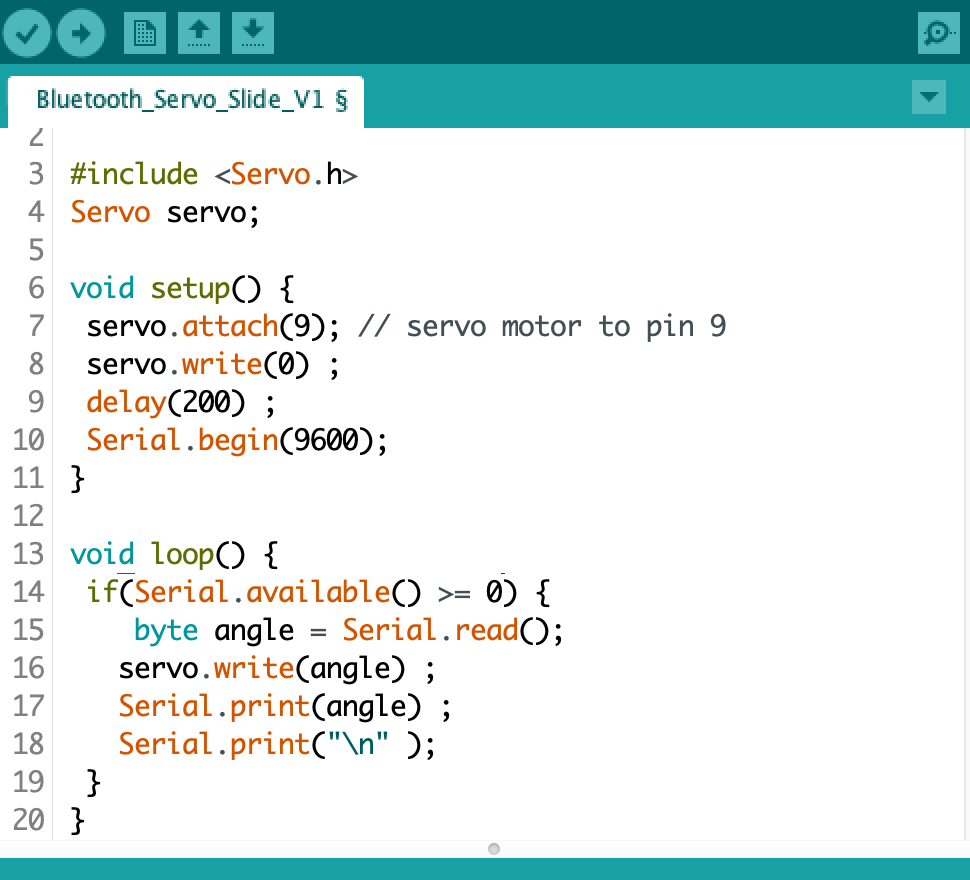 Bluetooth_Servo_Slide_V1 §
2
3 #include <Servo.h>
4 Servo servo;
5
6 void setup() {
7 servo.attach(9); // servo motor to pin 9
8 servo.write(0) ;
9 delay(200) ;
10 Serial.begin(9600);
11 }
12
13 void loop() {
14 if(Serial.available() >= 0) {
15 byte angle = Serial.read();
16 servo.write(angle) ;
17 Serial.print(angle) ;
18 Serial.print("\n" );
19 }
20 }